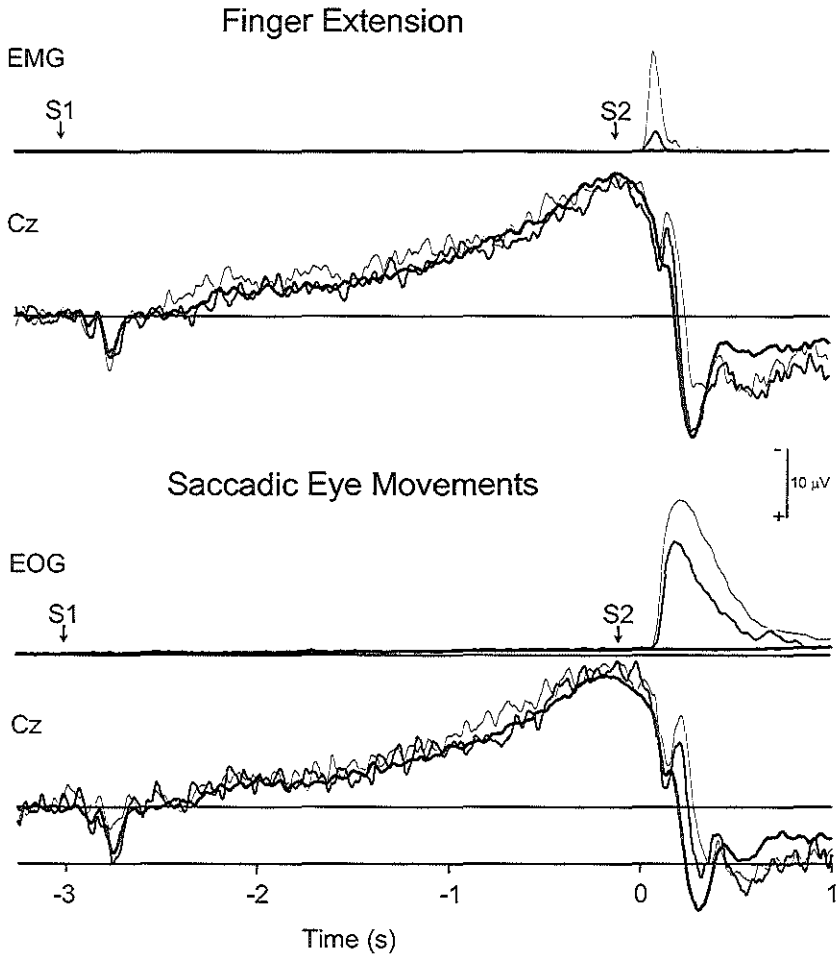 Finger Extension
EMG
S1
S2
Cz
-
10 µV
+
Saccadic Eye Movements
EOG
S1
S2
Cz
-3 -2 -1 0 1
Time (s)